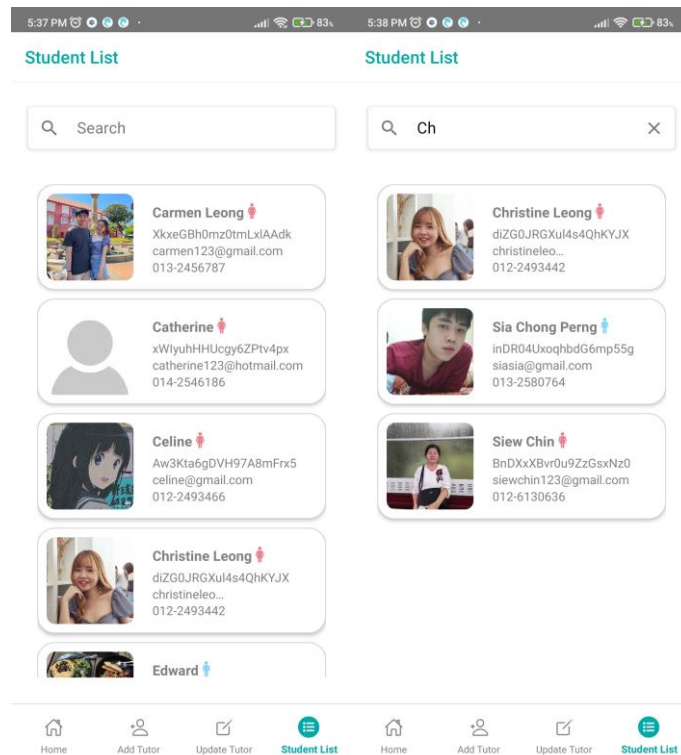 5:37 PM
83%
Student List
Search
Carmen Leong
XkxeGBh0mz0tmLxlAAdk
carmen123@gmail.com
013-2456787
Catherine
xWIyuhHHUcgy6ZPtv4px
catherine123@hotmail.com
014-2546186
Celine
Aw3Kta6gDVH97A8mFrx5
celine@gmail.com
012-2493466
Christine Leong
diZG0JRGXul4s4QhKYJX
christineleo...
012-2493442
Edward
Home
Add Tutor
Update Tutor
Student List
5:38 PM
83%
Student List
Ch
Christine Leong
diZG0JRGXul4s4QhKYJX
christineleo...
012-2493442
Sia Chong Perng
inDR04UxoqhbdG6mp55g
siasia@gmail.com
013-2580764
Siew Chin
BnDXxXBvr0u9ZzGsxNz0
siewchin123@gmail.com
012-6130636
Home
Add Tutor
Update Tutor
Student List